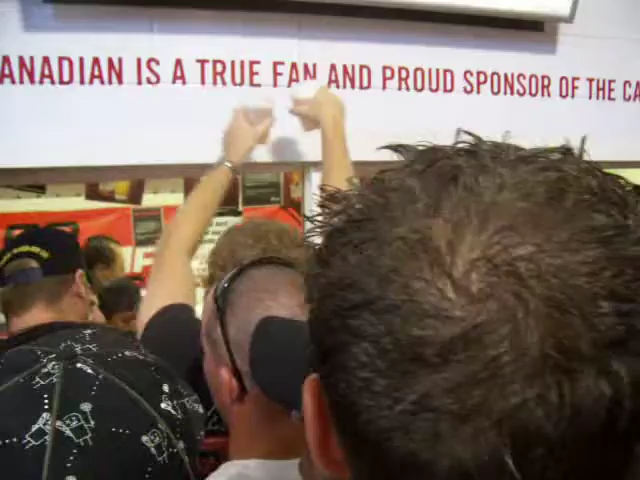 ANADIAN IS A TRUE FAN AND PROUD SPONSOR OF THE CA